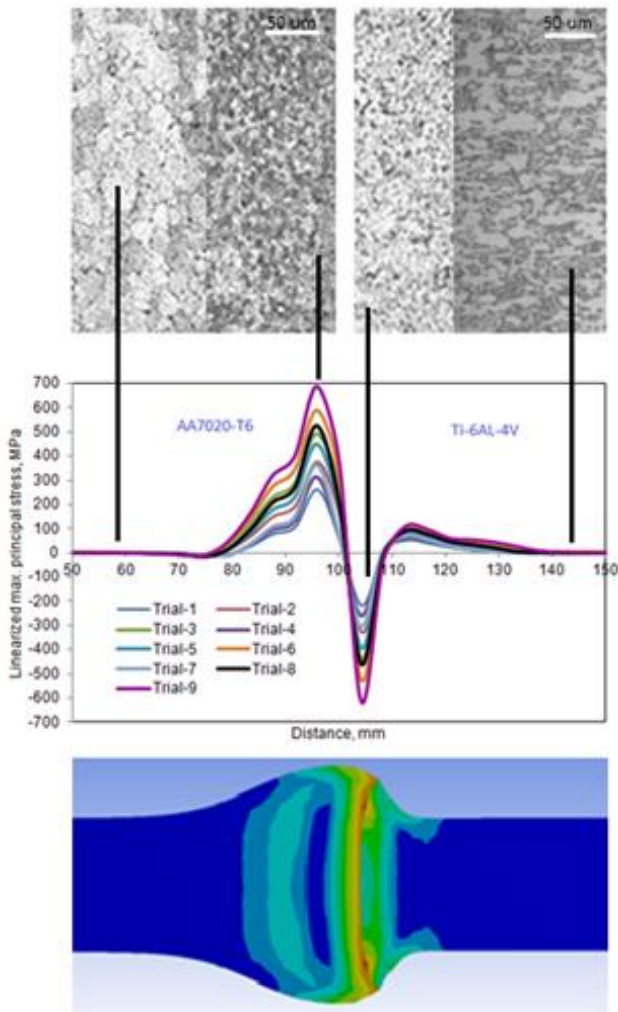 50 um
50 um
700
600
500
400
300
200
100
0
-100
-200
-300
-400
-500
-600
-700
Linearized max. principal stress, MPa
AA7020-T6
TI-6AL-4V
50 60 70 80 90 100 110 120 130 140 150
Trial-1 Trial-2
Trial-3 Trial-4
Trial-5 Trial-6
Trial-7 Trial-8
Trial-9
Distance, mm